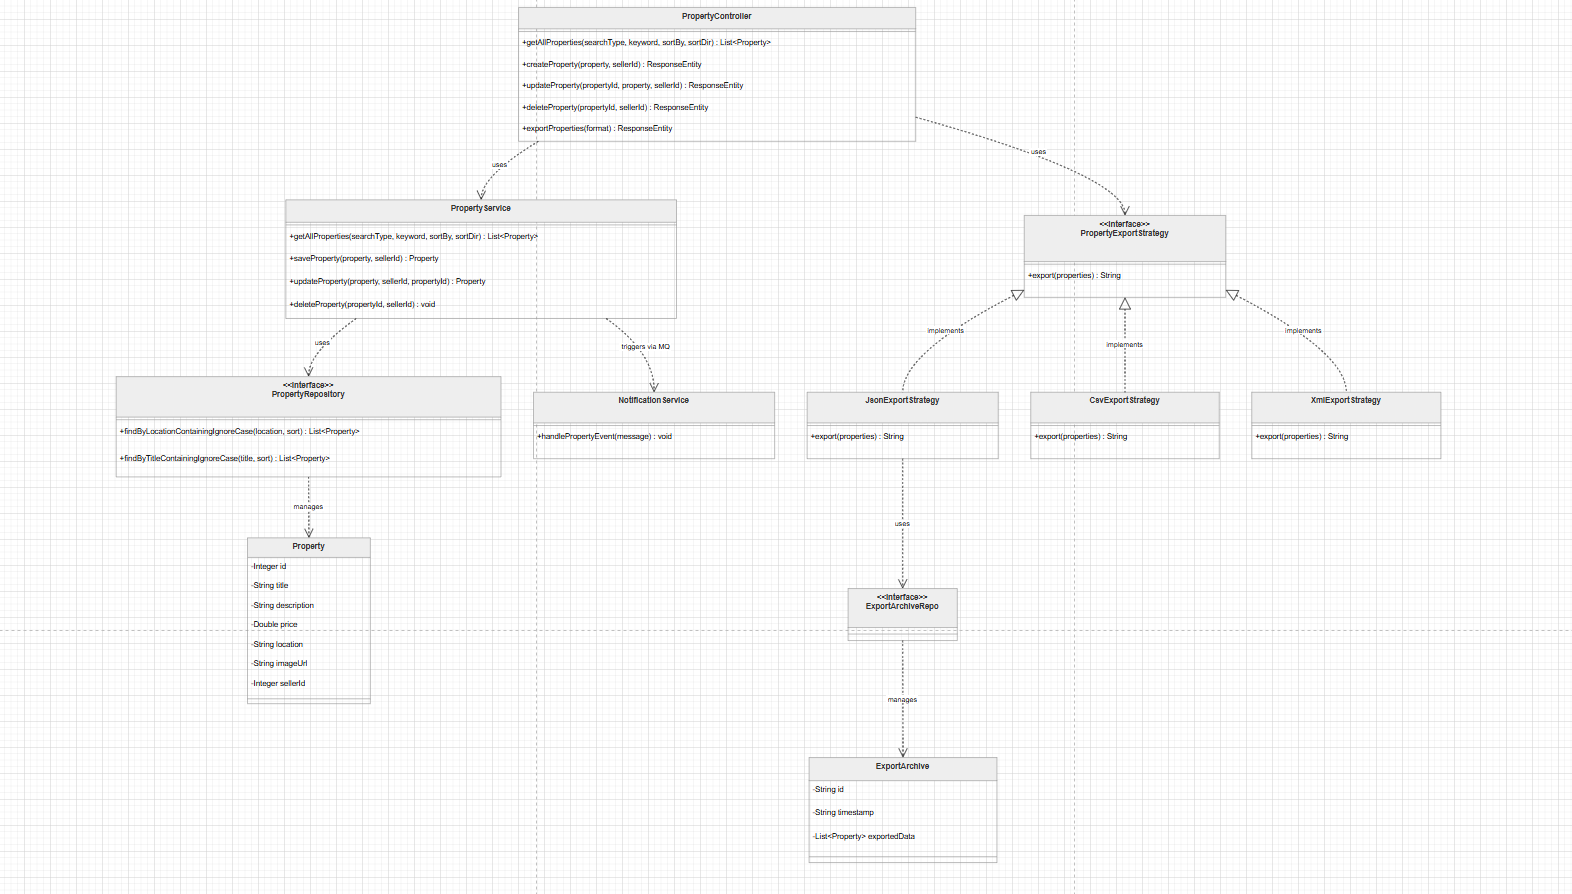 PropertyController
+getAllProperties(searchType, keyword, sortBy, sortDir) : List<Property>
+createProperty(property, sellerId) : ResponseEntity
+updateProperty(propertyId, property, sellerId) : ResponseEntity
+deleteProperty(propertyId, sellerId) : ResponseEntity
+exportProperties(format) : ResponseEntity
uses
uses
PropertyService
+getAllProperties(searchType, keyword, sortBy, sortDir) : List<Property>
+saveProperty(property, sellerId) : Property
+updateProperty(property, sellerId, propertyId) : Property
+deleteProperty(propertyId, sellerId) : void
<<Interface>>
PropertyExportStrategy
+export(properties) : String
uses
triggers via MQ
implements
implements
implements
<<Interface>>
PropertyRepository
+findByLocationContainingIgnoreCase(location, sort) : List<Property>
+findByTitleContainingIgnoreCase(title, sort) : List<Property>
NotificationService
+handlePropertyEvent(message) : void
JsonExportStrategy
+export(properties) : String
CsvExportStrategy
+export(properties) : String
XmlExportStrategy
+export(properties) : String
manages
uses
Property
-Integer id
-String title
-String description
-Double price
-String location
-String imageUrl
-Integer sellerId
<<Interface>>
ExportArchiveRepo
manages
ExportArchive
-String id
-String timestamp
-List<Property> exportedData